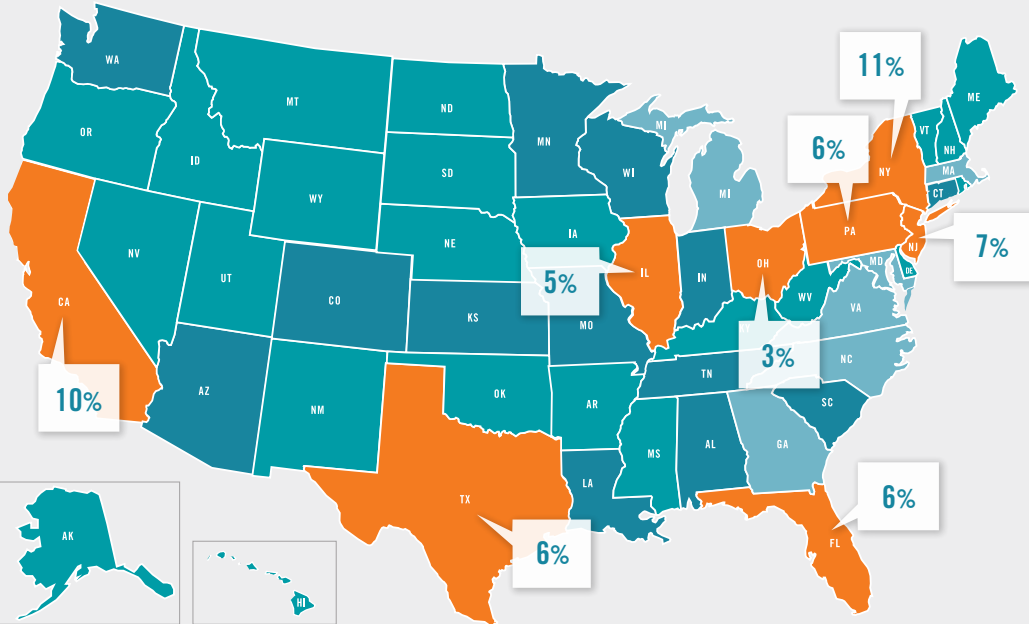 WA
MT
ND
OR
ID
SD
WY
MN
WI
MI
MI
11%
6%
NY
VT
NH
ME
MA
CT
PA
NJ
7%
NV
UT
CO
NE
IA
KS
5%
IL
IN
OH
MO
WV
MD
DE
VA
KY
3%
CA
10%
AZ
NM
OK
AR
TN
NC
SC
MS
AL
GA
LA
TX
6%
6%
FL
AK
HI